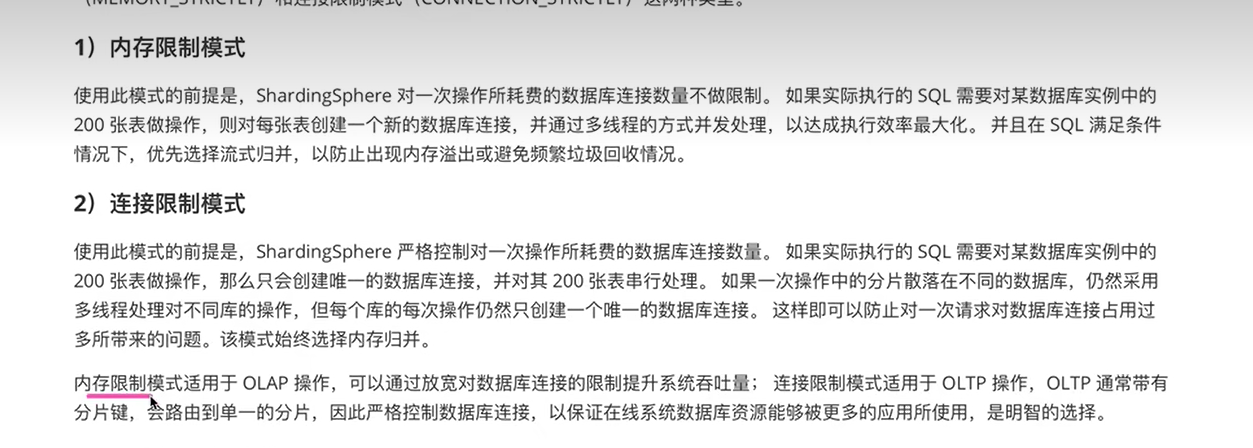 (MEMORY_STRICTLY)和连接限制模式(CONNECTION_STRICTLY)这两种类型。
1）内存限制模式
使用此模式的前提是，ShardingSphere 对一次操作所耗费的数据库连接数量不做限制。 如果实际执行的 SQL 需要对某数据库实例中的
200 张表做操作，则对每张表创建一个新的数据库连接，并通过多线程的方式并发处理，以达成执行效率最大化。 并且在 SQL 满足条件
情况下，优先选择流式归并，以防止出现内存溢出或避免频繁垃圾回收情况。
2）连接限制模式
使用此模式的前提是，ShardingSphere 严格控制对一次操作所耗费的数据库连接数量。 如果实际执行的 SQL 需要对某数据库实例中的
200 张表做操作，那么只会创建唯一的数据库连接，并对其 200 张表串行处理。 如果一次操作中的分片散落在不同的数据库，仍然采用
多线程处理对不同库的操作，但每个库的每次操作仍然只创建一个唯一的数据库连接。 这样即可以防止对一次请求对数据库连接占用过
多所带来的问题。该模式始终选择内存归并。
内存限制模式适用于 OLAP 操作，可以通过放宽对数据库连接的限制提升系统吞吐量； 连接限制模式适用于 OLTP 操作，OLTP 通常带有
分片键，会路由到单一的分片，因此严格控制数据库连接，以保证在线系统数据库资源能够被更多的应用所使用，是明智的选择。